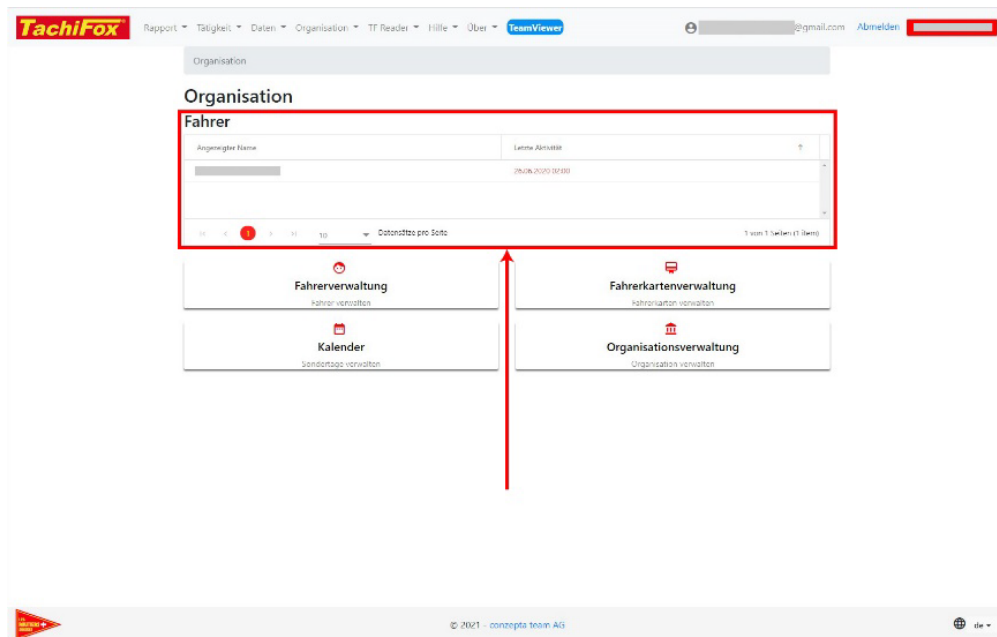 TachiFox Rapport Tätigkeit Daten Organisation TF Reader Hilfe Über TeamViewer @gmail.com Abmelden
Organisation
Organisation
Fahrer
Angezeigter Name Letzte Aktivität
26.06.2020 02:00
1 10 Datensätze pro Seite 1 von 1 Seiten (1 item)
Fahrerverwaltung Fahrerkartenverwaltung
Fahrer verwalten Fahrerkarten verwalten
Kalender Organisationsverwaltung
Sondertage verwalten Organisation verwalten
© 2021 - conzepta team AG de